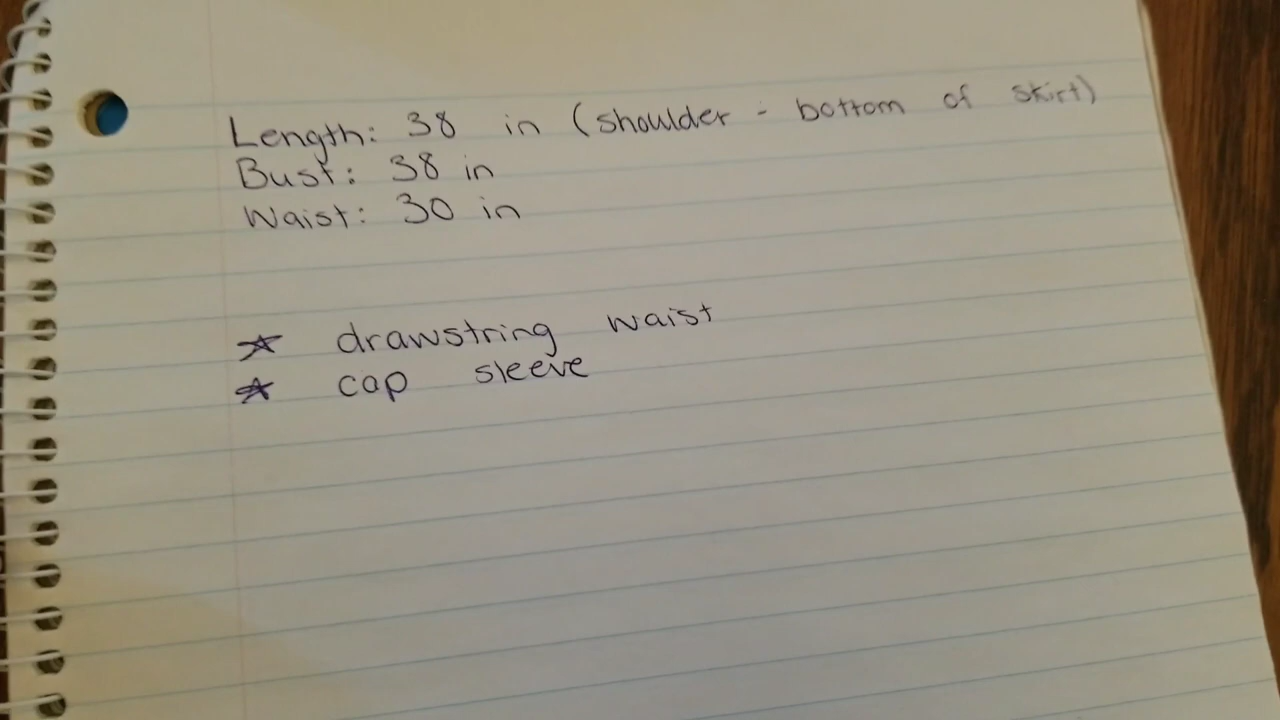 Length: 38 in (shoulder - bottom of skirt)
Bust: 38 in
Waist: 30 in
☆ drawstring waist
☆ cap sleeve